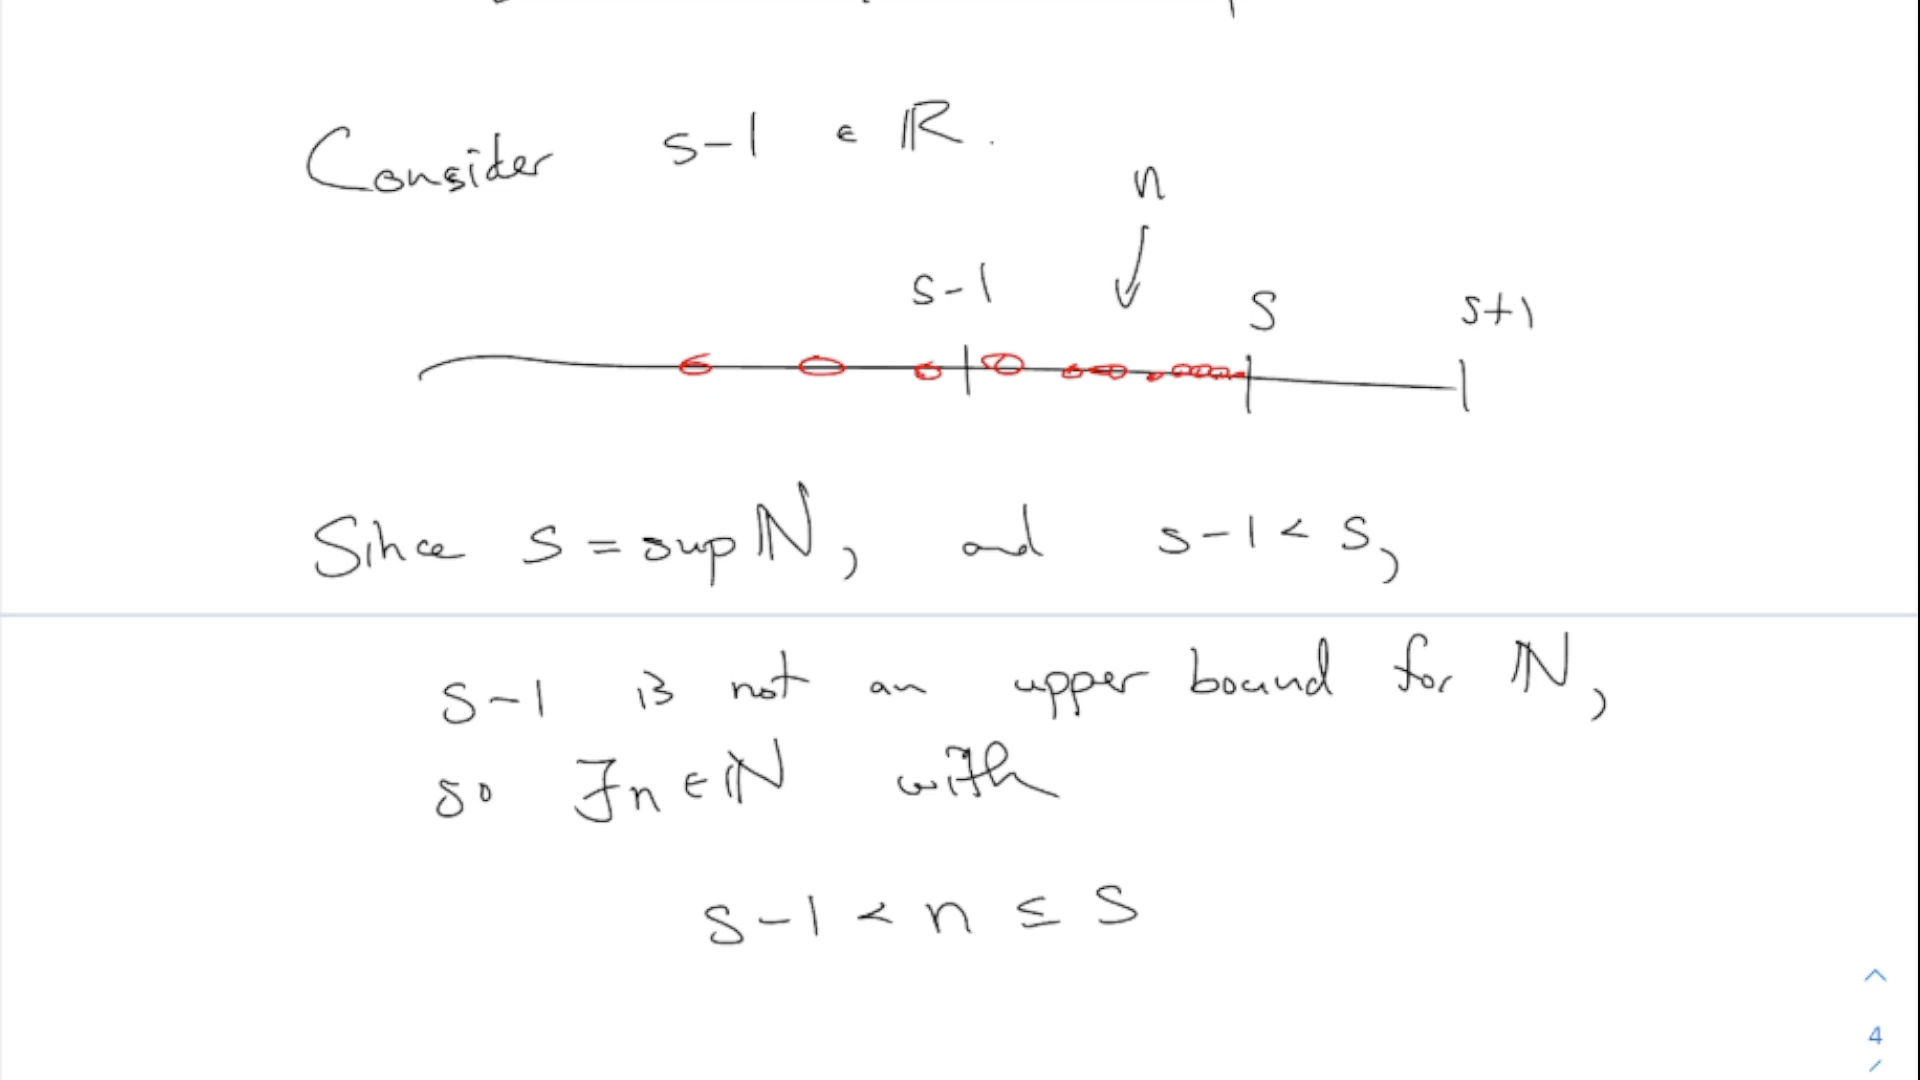 Consider s-1 ∈ ℝ.
n
s-1 s s+1
Since s = sup ℕ, and s-1 < s,
s-1 is not an upper bound for ℕ,
so ∃n ∈ ℕ with
s-1 < n ≤ s
4